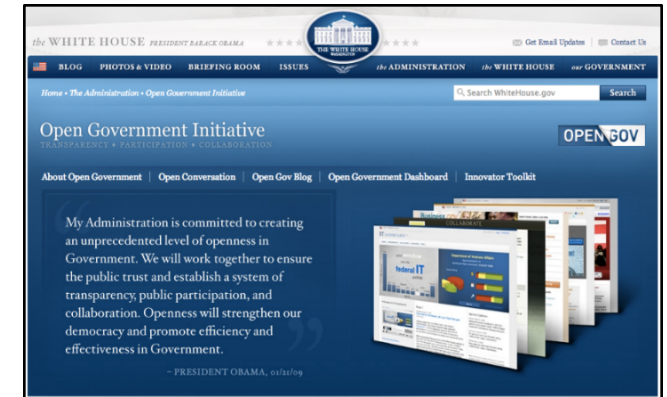 the WHITE HOUSE PRESIDENT BARACK OBAMA
THE WHITE HOUSE
WASHINGTON
Get Email Updates
Contact Us
BLOG PHOTOS & VIDEO BRIEFING ROOM ISSUES the ADMINISTRATION the WHITE HOUSE our GOVERNMENT
Home • The Administration • Open Government Initiative
Search WhiteHouse.gov
Search
Open Government Initiative
TRANSPARENCY • PARTICIPATION • COLLABORATION
OPEN GOV
About Open Government | Open Conversation | Open Gov Blog | Open Government Dashboard | Innovator Toolkit
My Administration is committed to creating
an unprecedented level of openness in
Government. We will work together to ensure
the public trust and establish a system of
transparency, public participation, and
collaboration. Openness will strengthen our
democracy and promote efficiency and
effectiveness in Government.
– PRESIDENT OBAMA, 01/21/09
COLLABORATE
federal IT